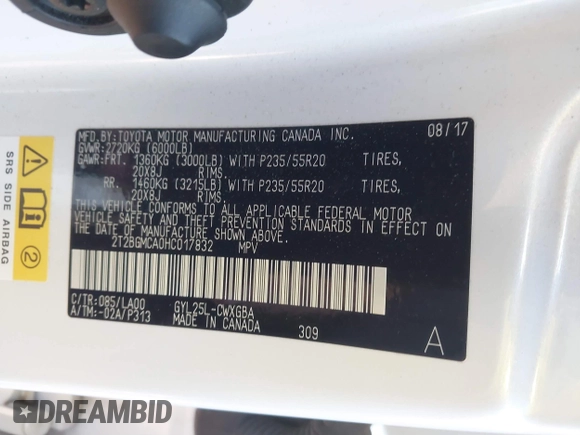 MFD.BY:TOYOTA MOTOR MANUFACTURING CANADA INC. 08/17
GVWR:2720KG (6000LB)
GAWR:FRT. 1360KG (3000LB) WITH P235/55R20 TIRES,
20X8J RIMS,
RR. 1460KG (3215LB) WITH P235/55R20 TIRES,
20X8J RIMS.
THIS VEHICLE CONFORMS TO ALL APPLICABLE FEDERAL MOTOR
VEHICLE SAFETY AND THEFT PREVENTION STANDARDS IN EFFECT
ON THE DATE OF MANUFACTURE SHOWN ABOVE.
2T2BGMCA0HC017832 MPV
C/TR:085/LA00 GYL25L-CWXGBA
A/TM:-02A/P313 MADE IN CANADA 309
A
SRS SIDE AIRBAG
2
DREAMBID